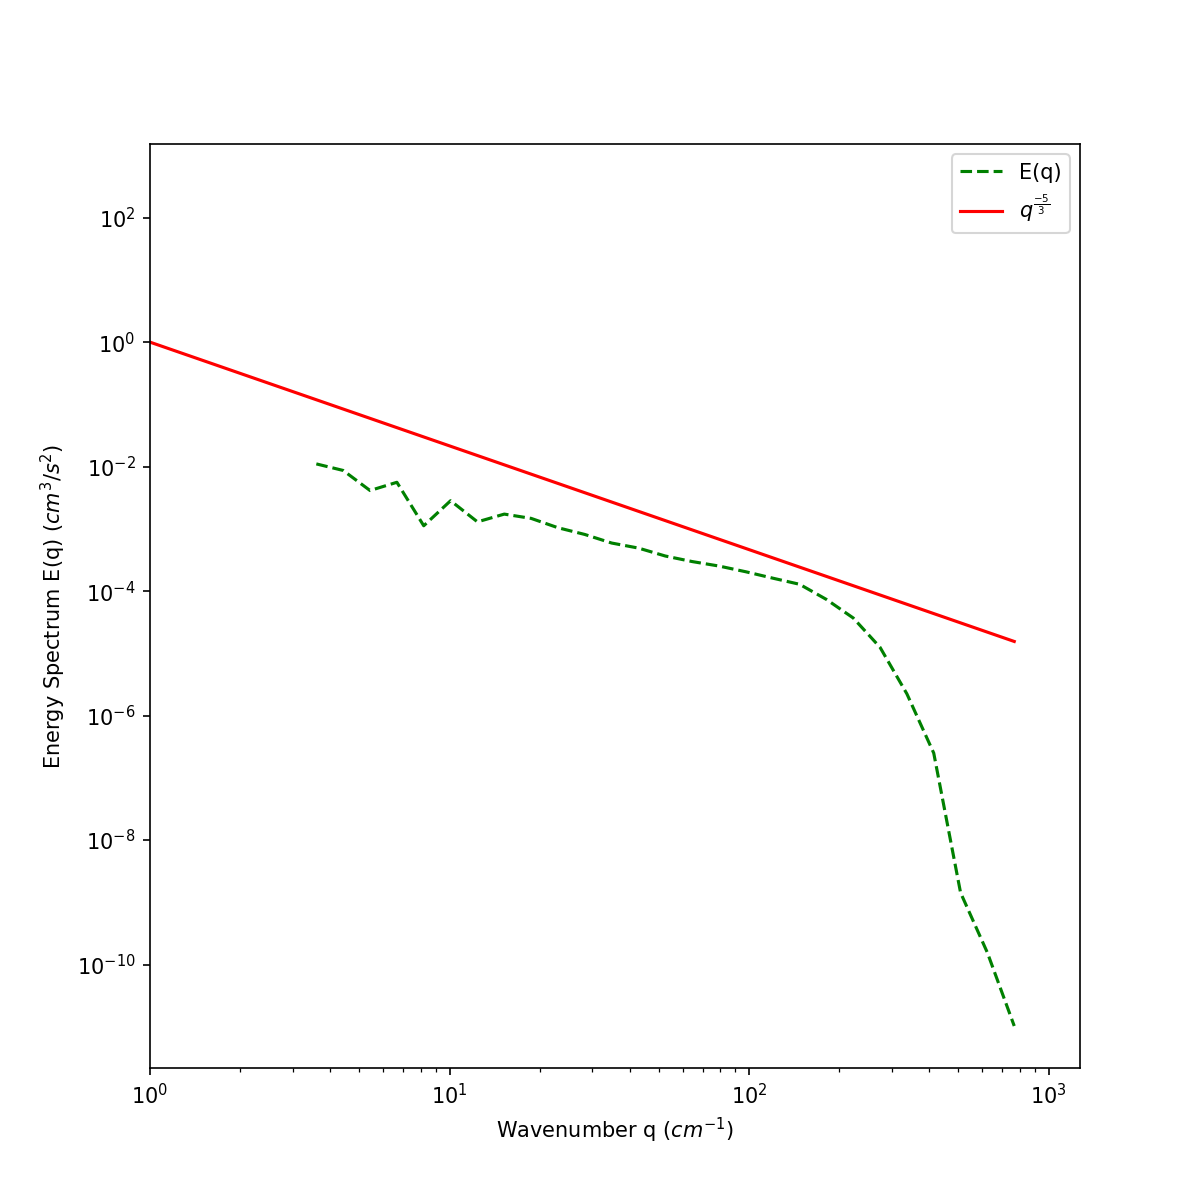 E(q)
$q^{\frac{-5}{3}}$
Energy Spectrum E(q) ($cm^3/s^2$)
$10^2$
$10^0$
$10^{-2}$
$10^{-4}$
$10^{-6}$
$10^{-8}$
$10^{-10}$
$10^0$ $10^1$ $10^2$ $10^3$
Wavenumber q ($cm^{-1}$)